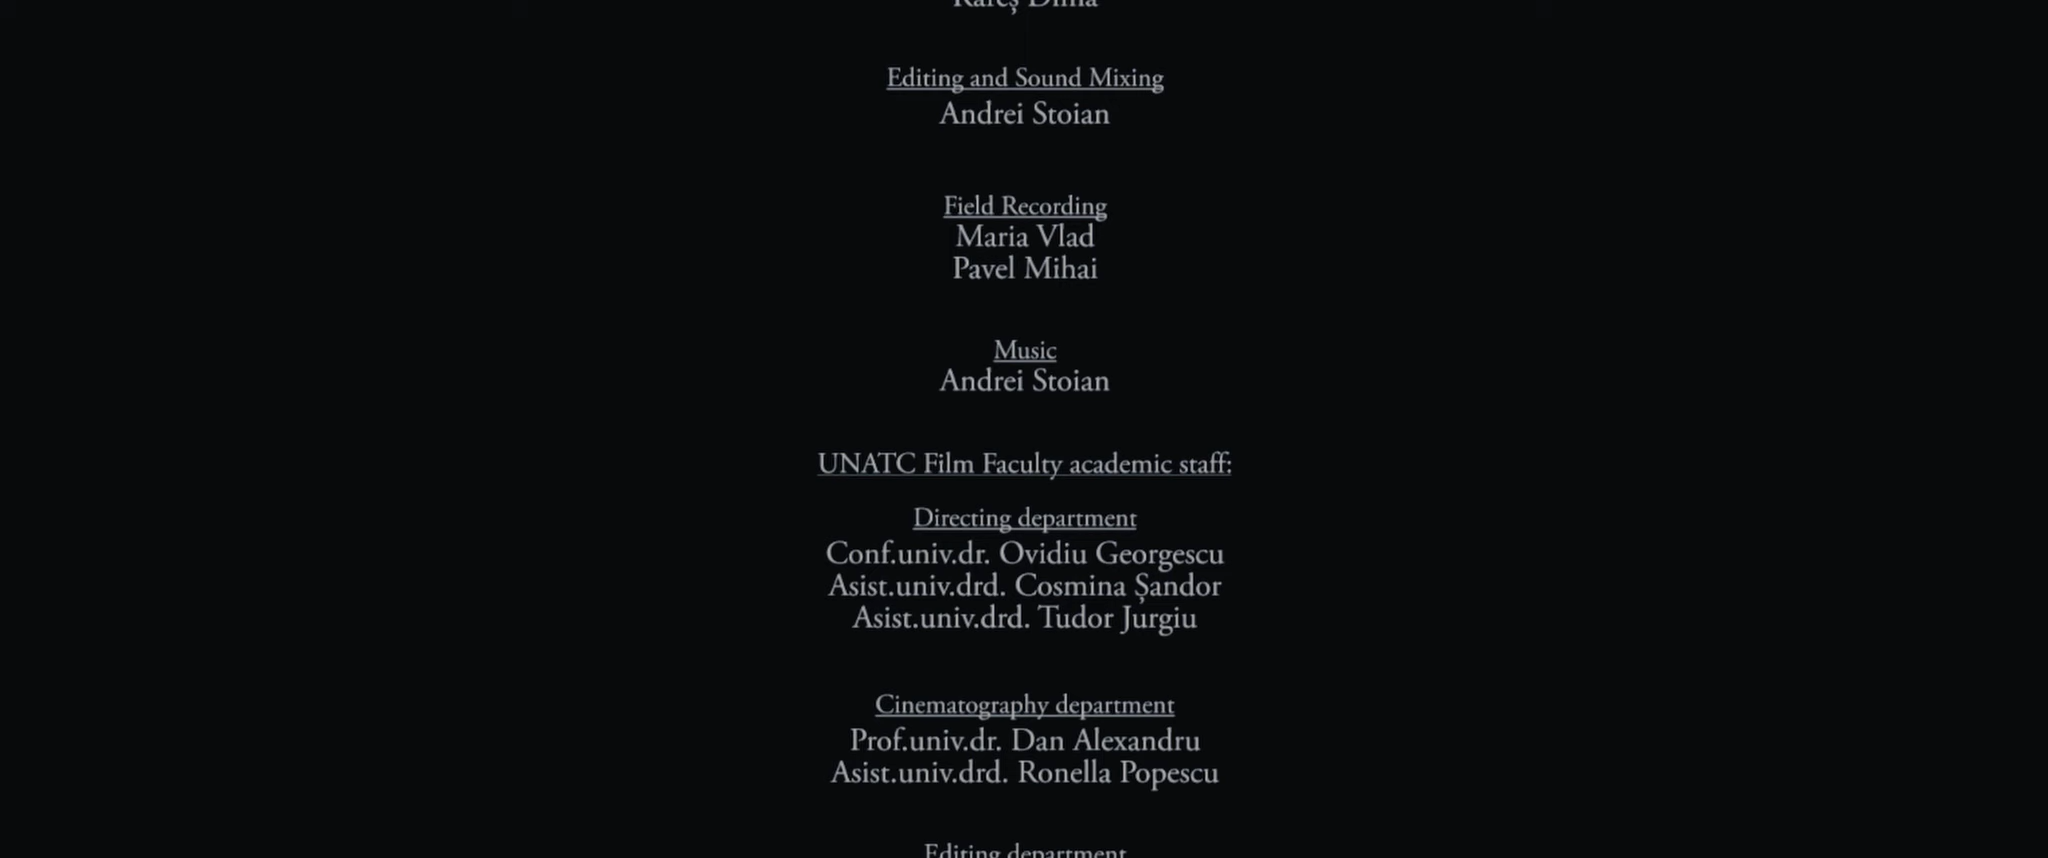 Editing and Sound Mixing
Andrei Stoian
Field Recording
Maria Vlad
Pavel Mihai
Music
Andrei Stoian
UNATC Film Faculty academic staff:
Directing department
Conf.univ.dr. Ovidiu Georgescu
Asist.univ.drd. Cosmina Șandor
Asist.univ.drd. Tudor Jurgiu
Cinematography department
Prof.univ.dr. Dan Alexandru
Asist.univ.drd. Ronella Popescu
Editing department